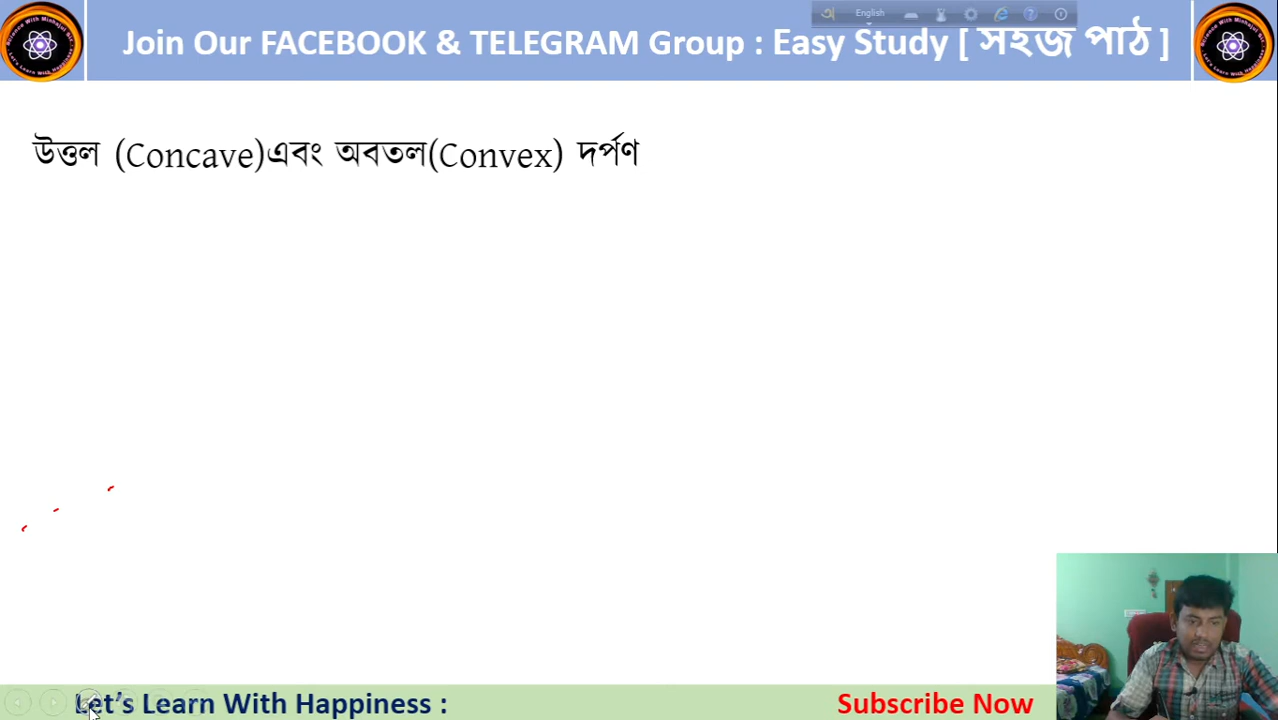 English
Join Our FACEBOOK & TELEGRAM Group : Easy Study [ সহজ পাঠ ]
উত্তল (Concave)এবং অবতল(Convex) দর্পণ
Let's Learn With Happiness :
Subscribe Now